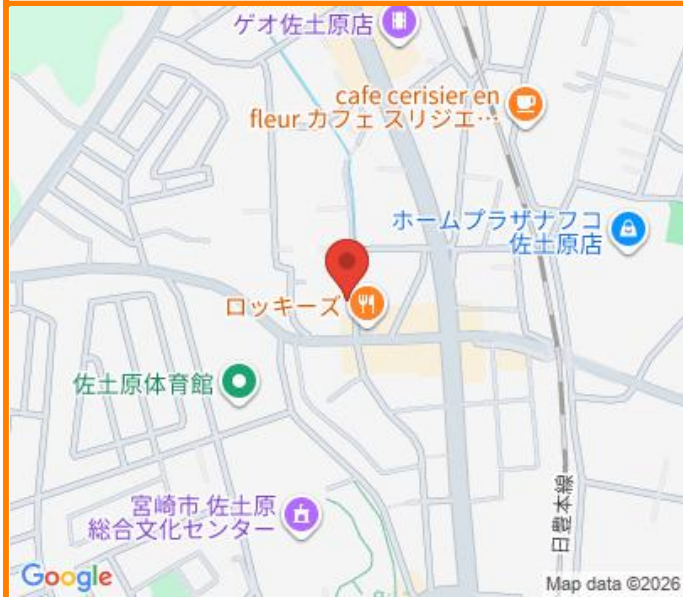 ゲオ佐土原店
cafe cerisier en
fleur カフェ スリジエ…
ホームプラザナフコ
佐土原店
ロッキーズ
佐土原体育館
宮崎市 佐土原
総合文化センター
日豊本線
Google
Map data ©2026